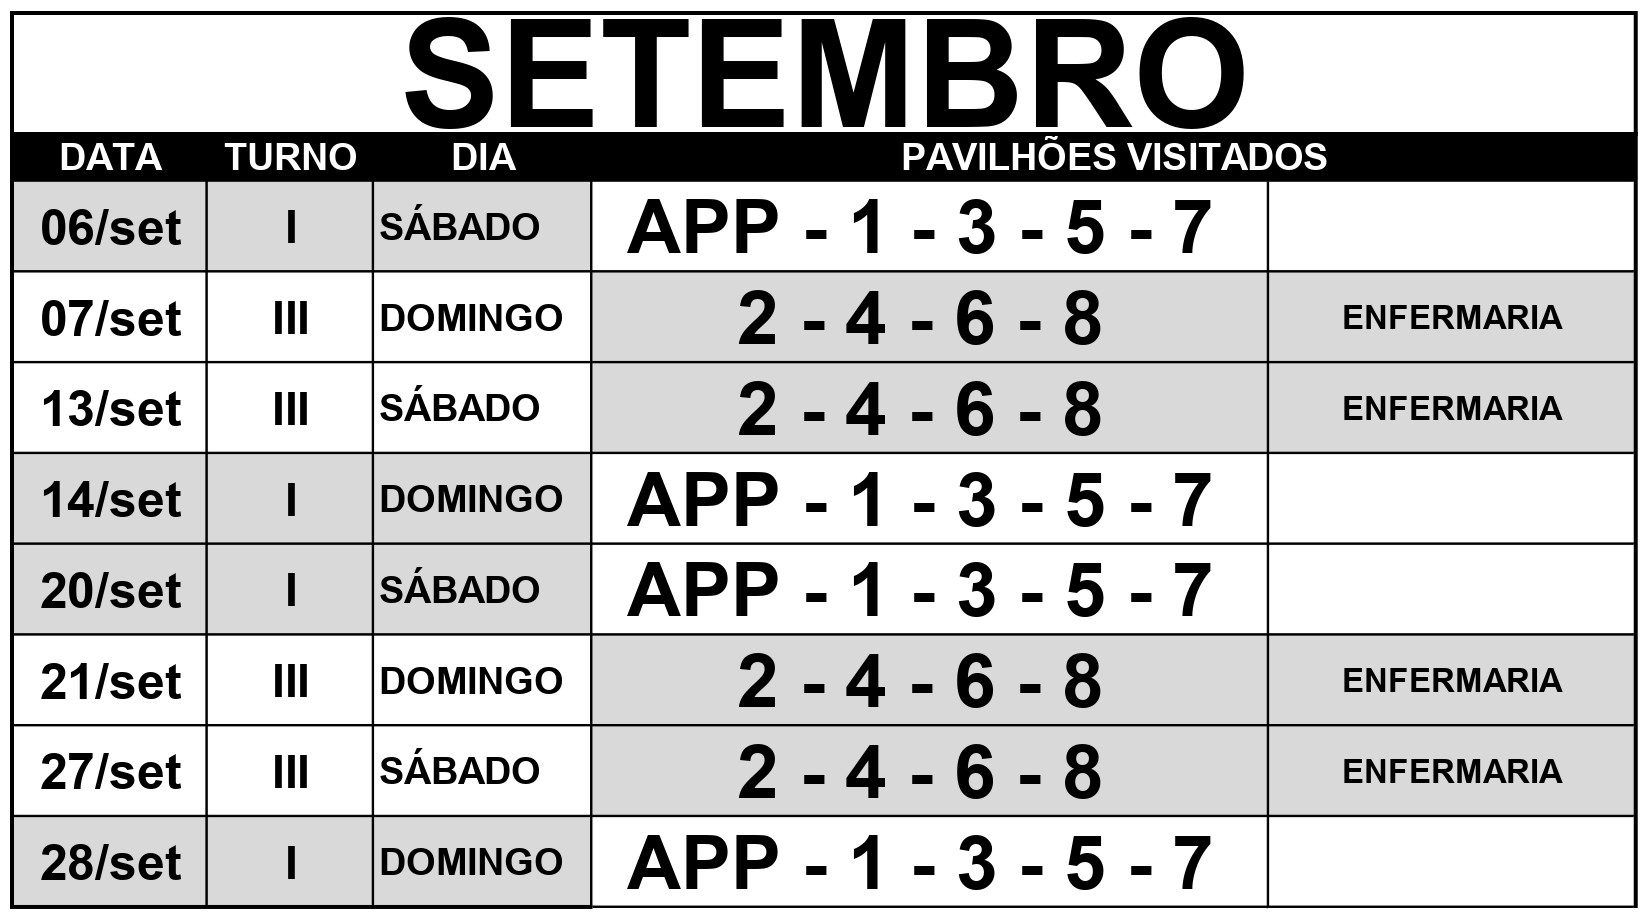 SETEMBRO
DATA TURNO DIA PAVILHÕES VISITADOS
06/set I SÁBADO APP - 1 - 3 - 5 - 7
07/set III DOMINGO 2 - 4 - 6 - 8 ENFERMARIA
13/set III SÁBADO 2 - 4 - 6 - 8 ENFERMARIA
14/set I DOMINGO APP - 1 - 3 - 5 - 7
20/set I SÁBADO APP - 1 - 3 - 5 - 7
21/set III DOMINGO 2 - 4 - 6 - 8 ENFERMARIA
27/set III SÁBADO 2 - 4 - 6 - 8 ENFERMARIA
28/set I DOMINGO APP - 1 - 3 - 5 - 7